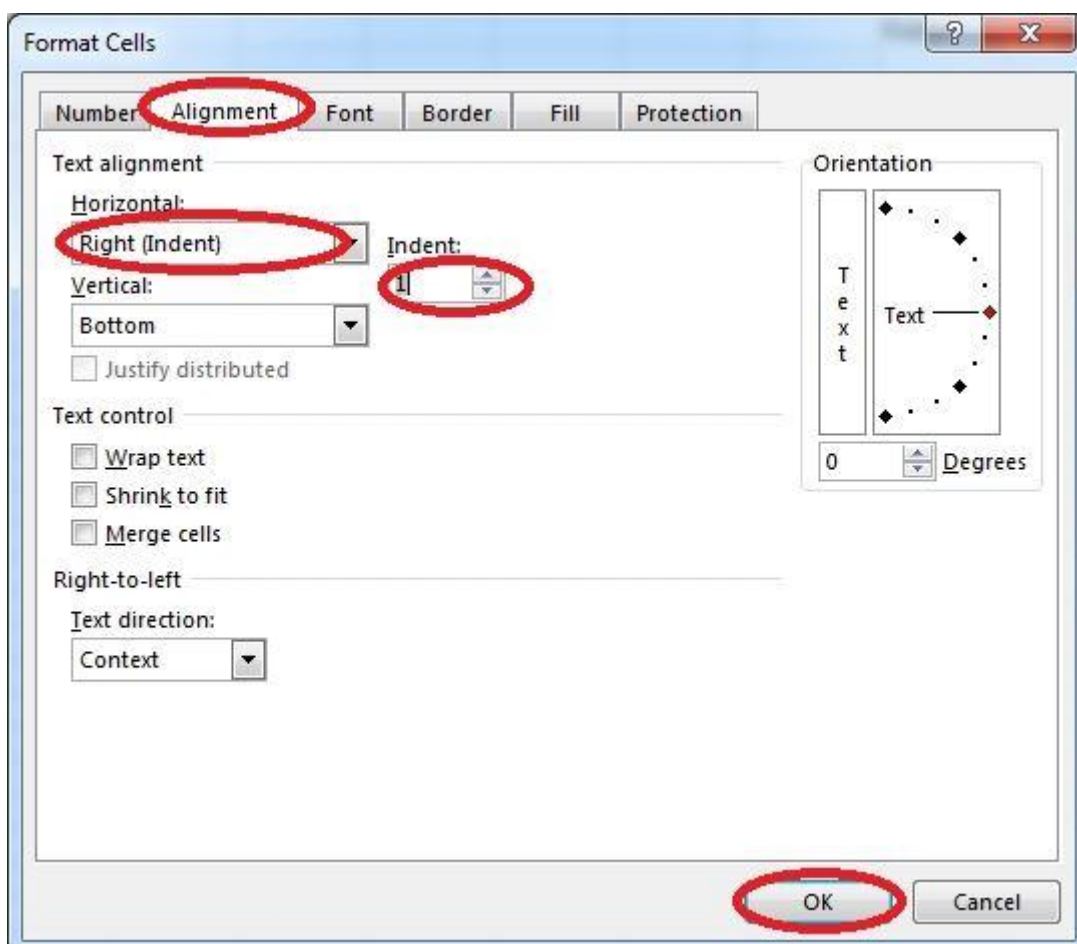 Format Cells
Number Alignment Font Border Fill Protection
Text alignment
Horizontal:
Right (Indent)
Indent:
1
Vertical:
Bottom
Justify distributed
Text control
Wrap text
Shrink to fit
Merge cells
Right-to-left
Text direction:
Context
Orientation
Text
Text
0 Degrees
OK Cancel